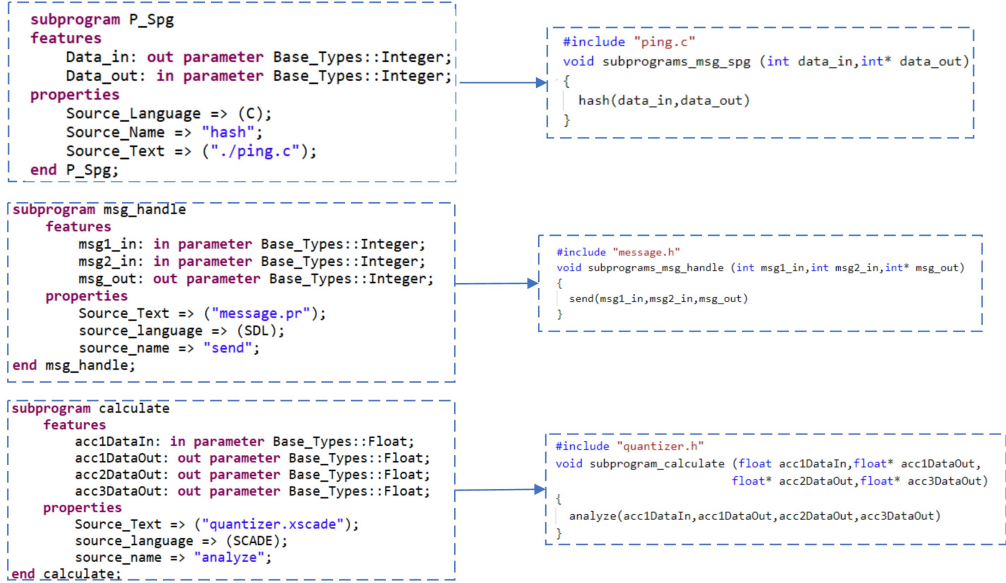 subprogram P_Spg
features
Data_in: out parameter Base_Types::Integer;
Data_out: in parameter Base_Types::Integer;
properties
Source_Language => (C);
Source_Name => "hash";
Source_Text => ("./ping.c");
end P_Spg;
#include "ping.c"
void subprograms_msg_spg (int data_in,int* data_out)
{
hash(data_in,data_out)
}
subprogram msg_handle
features
msg1_in: in parameter Base_Types::Integer;
msg2_in: in parameter Base_Types::Integer;
msg_out: out parameter Base_Types::Integer;
properties
Source_Text => ("message.pr");
source_language => (SDL);
source_name => "send";
end msg_handle;
#include "message.h"
void subprograms_msg_handle (int msg1_in,int msg2_in,int* msg_out)
{
send(msg1_in,msg2_in,msg_out)
}
subprogram calculate
features
acc1DataIn: in parameter Base_Types::Float;
acc1DataOut: out parameter Base_Types::Float;
acc2DataOut: out parameter Base_Types::Float;
acc3DataOut: out parameter Base_Types::Float;
properties
Source_Text => ("quantizer.xscade");
source_language => (SCADE);
source_name => "analyze";
end calculate;
#include "quantizer.h"
void subprogram_calculate (float acc1DataIn,float* acc1DataOut,
float* acc2DataOut,float* acc3DataOut)
{
analyze(acc1DataIn,acc1DataOut,acc2DataOut,acc3DataOut)
}